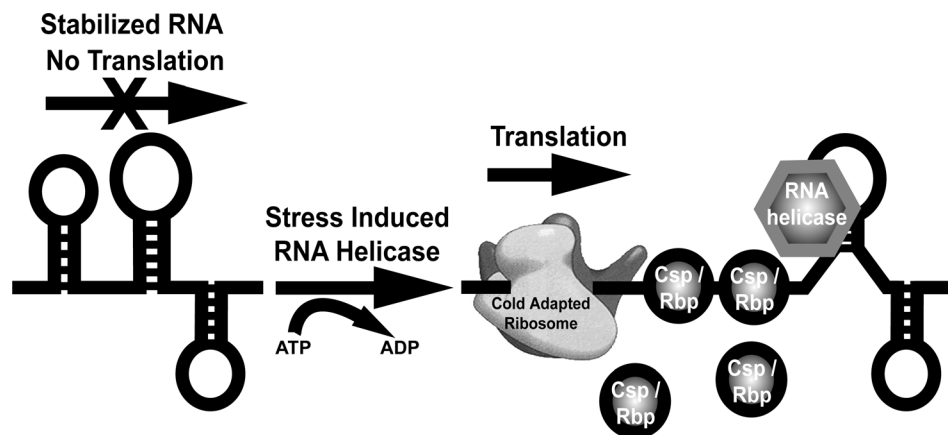 Stabilized RNA
No Translation
X
Stress Induced
RNA Helicase
ATP
ADP
Translation
Cold Adapted
Ribosome
Csp /
Rbp
Csp /
Rbp
RNA
helicase
Csp /
Rbp
Csp /
Rbp